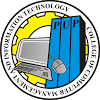 COLLEGE OF COMPUTER MANAGEMENT AND INFORMATION TECHNOLOGY
PUP